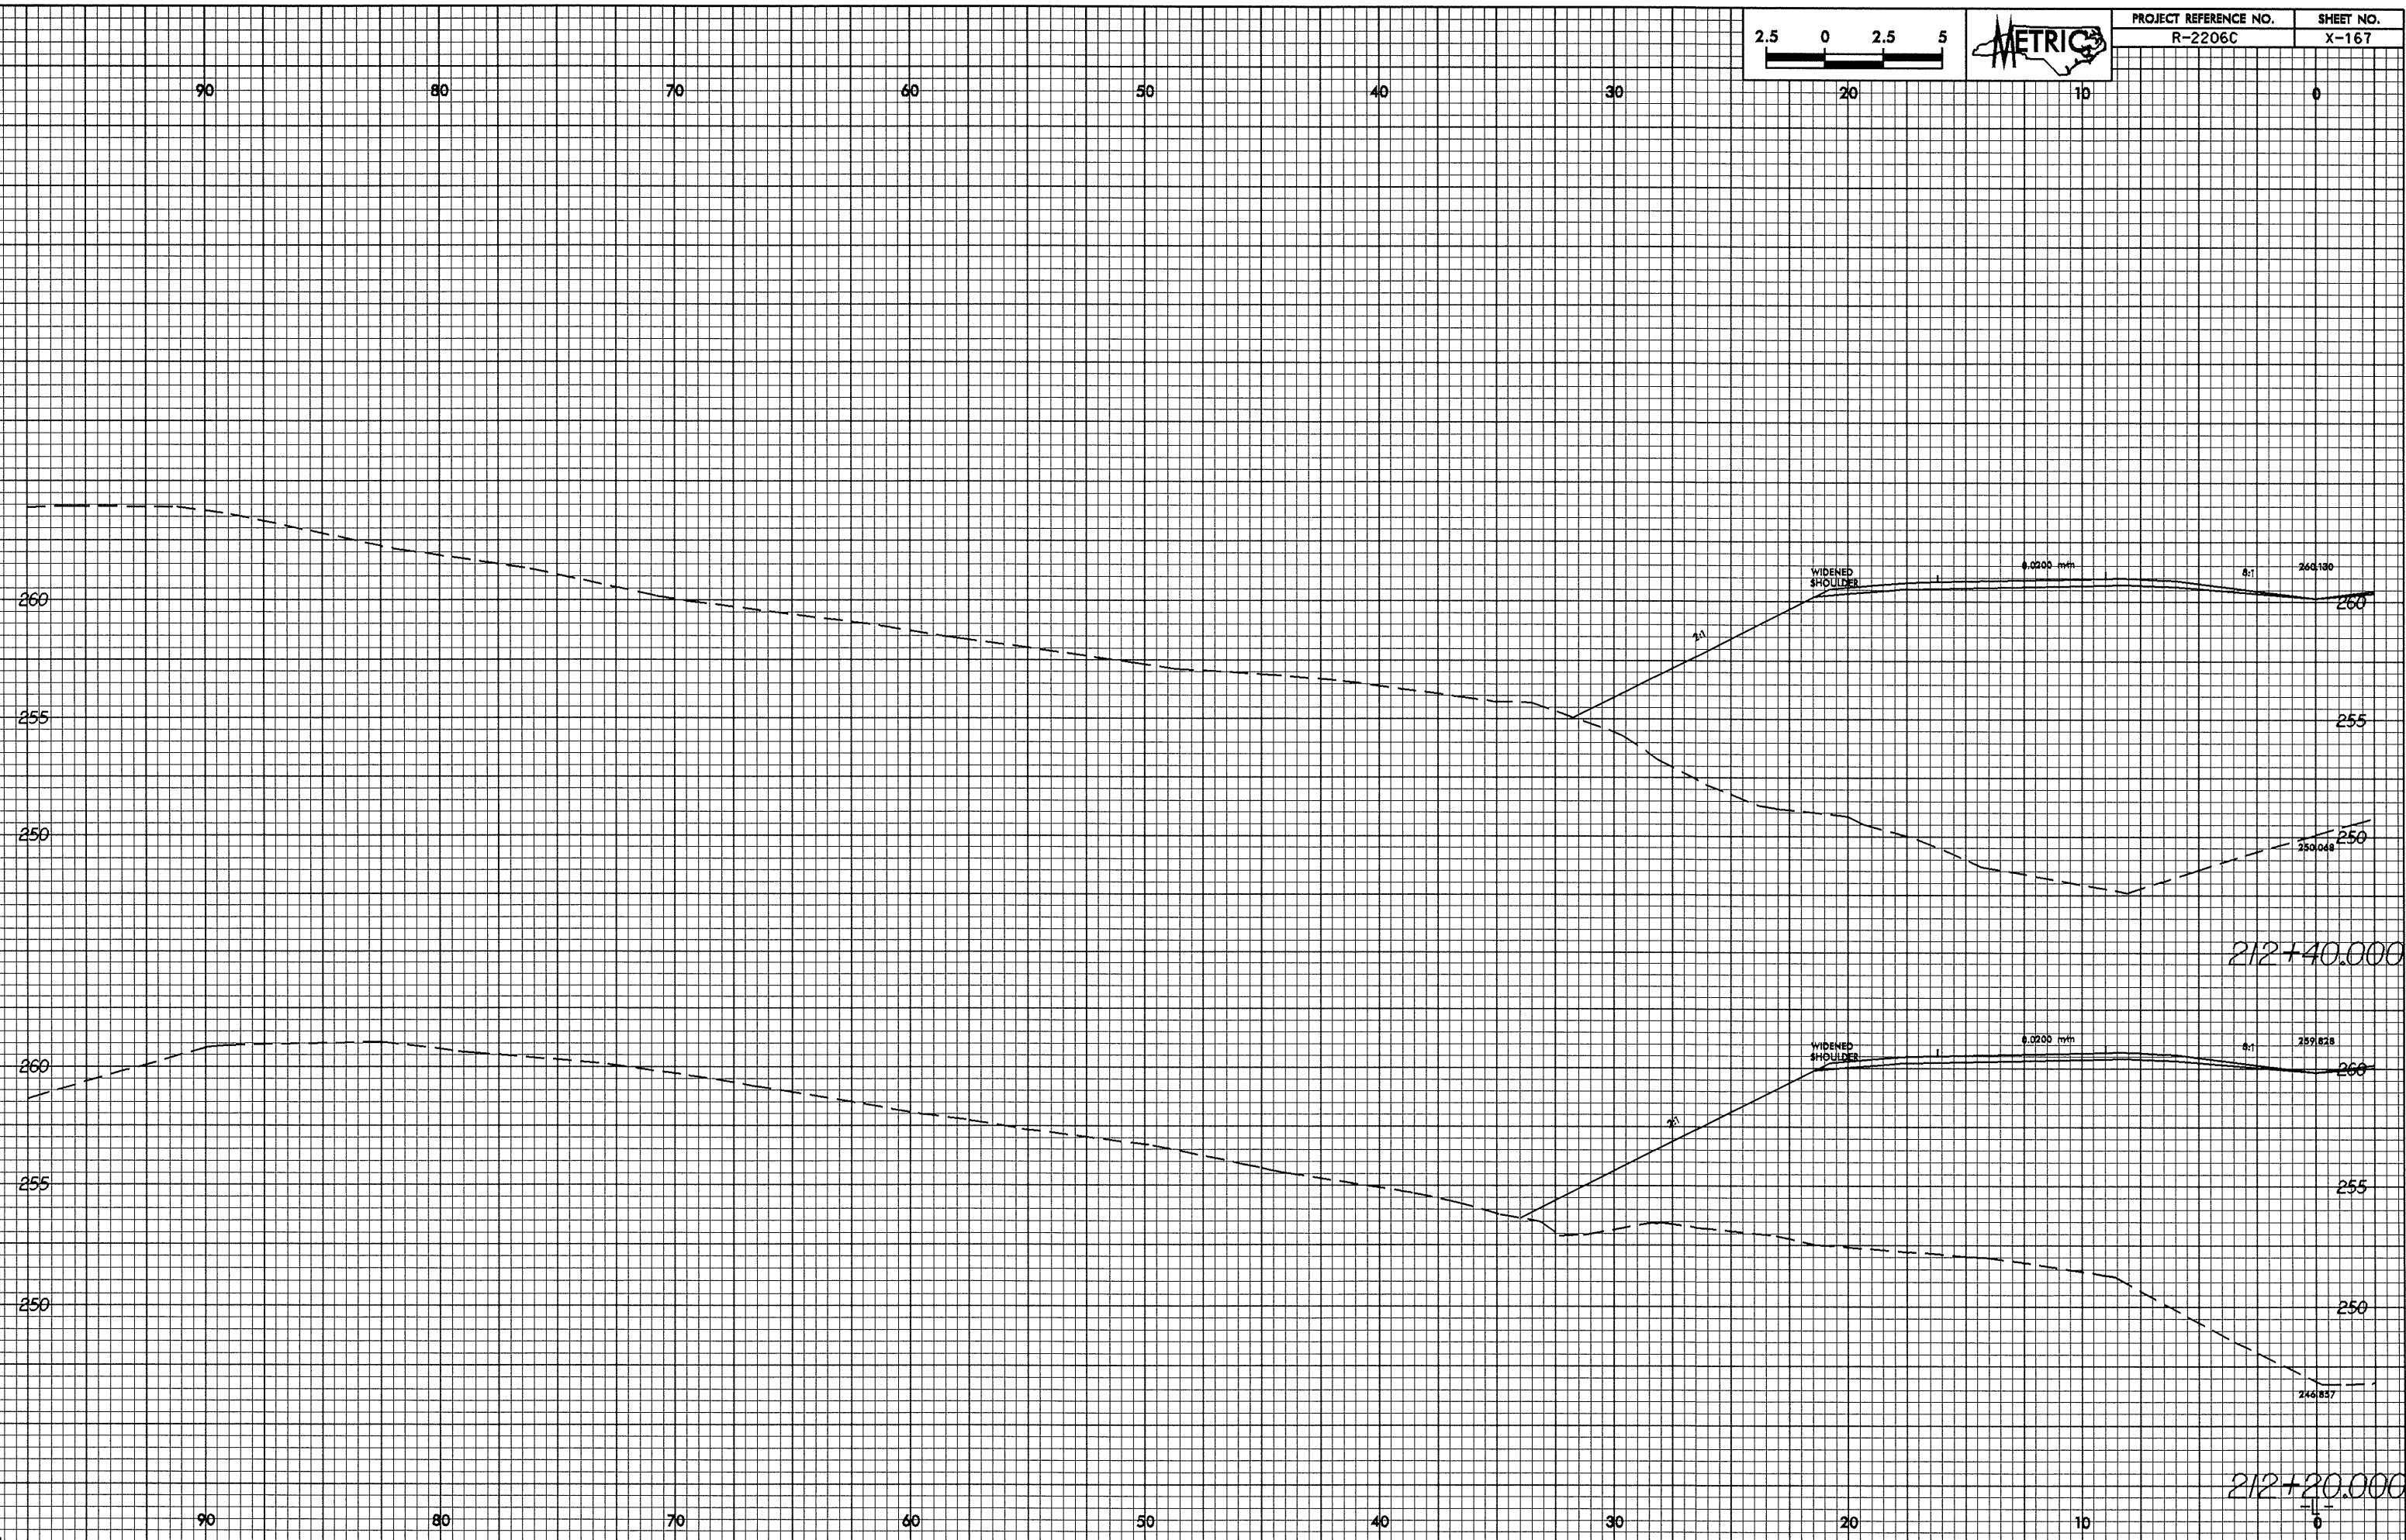 PROJECT REFERENCE NO. SHEET NO.
R-2206C X-167
2.5 0 2.5 5
METRIC
90 80 70 60 50 40 30 20 10 0
WIDENED
SHOULDER
0.0200 m/m
8:1
260.130
260 260
2:1
255 255
250 250
250.068
212+40.000
WIDENED
SHOULDER
0.0200 m/m
8:1
259.828
260 260
2:1
255 255
250 250
246.857
212+20.000
-L-
90 80 70 60 50 40 30 20 10 0